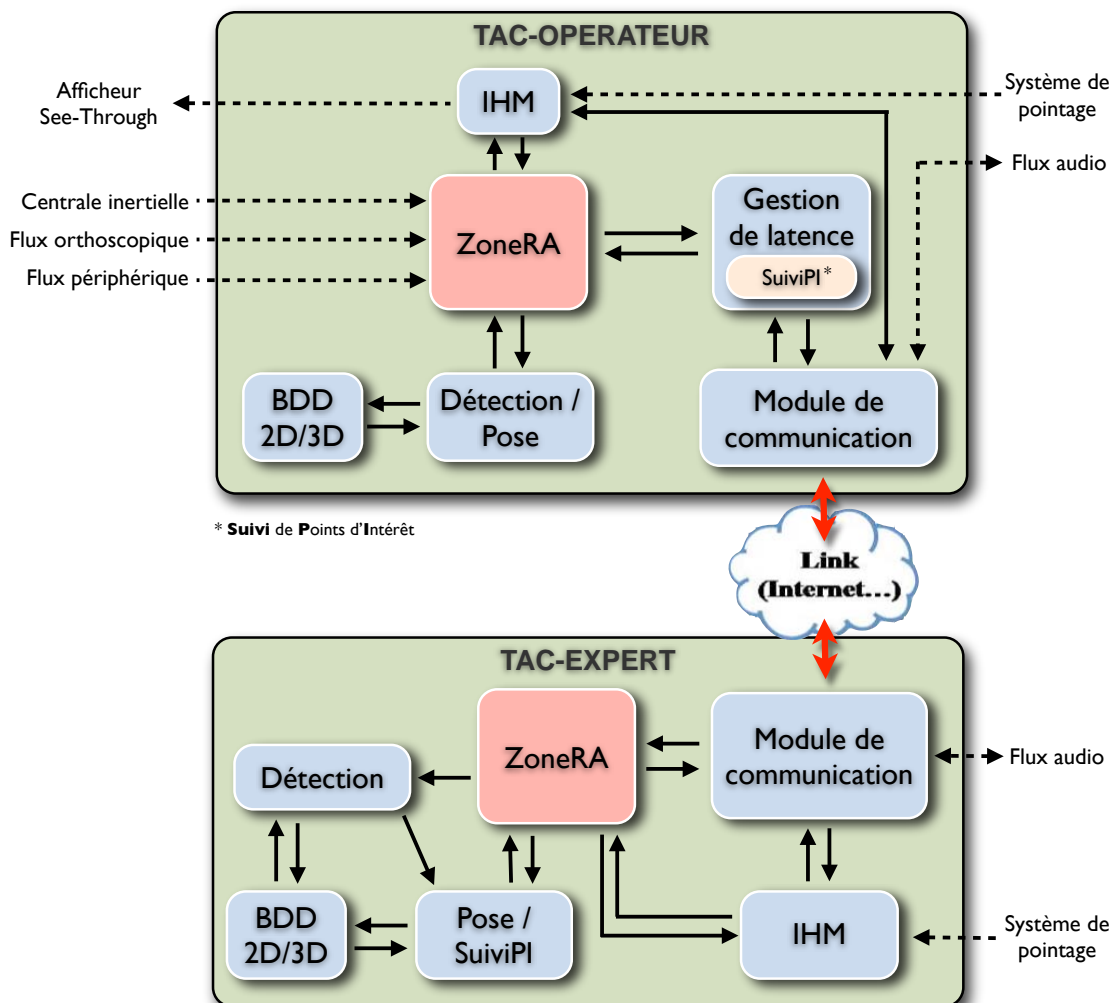 TAC-OPERATEUR
Afficheur
See-Through
IHM
Système de
pointage
Flux audio
Centrale inertielle
Flux orthoscopique
Flux périphérique
ZoneRA
Gestion
de latence
SuiviPI*
BDD
2D/3D
Détection /
Pose
Module de
communication
* Suivi de Points d'Intérêt
Link
(Internet...)
TAC-EXPERT
ZoneRA
Module de
communication
Flux audio
Détection
BDD
2D/3D
Pose /
SuiviPI
IHM
Système de
pointage